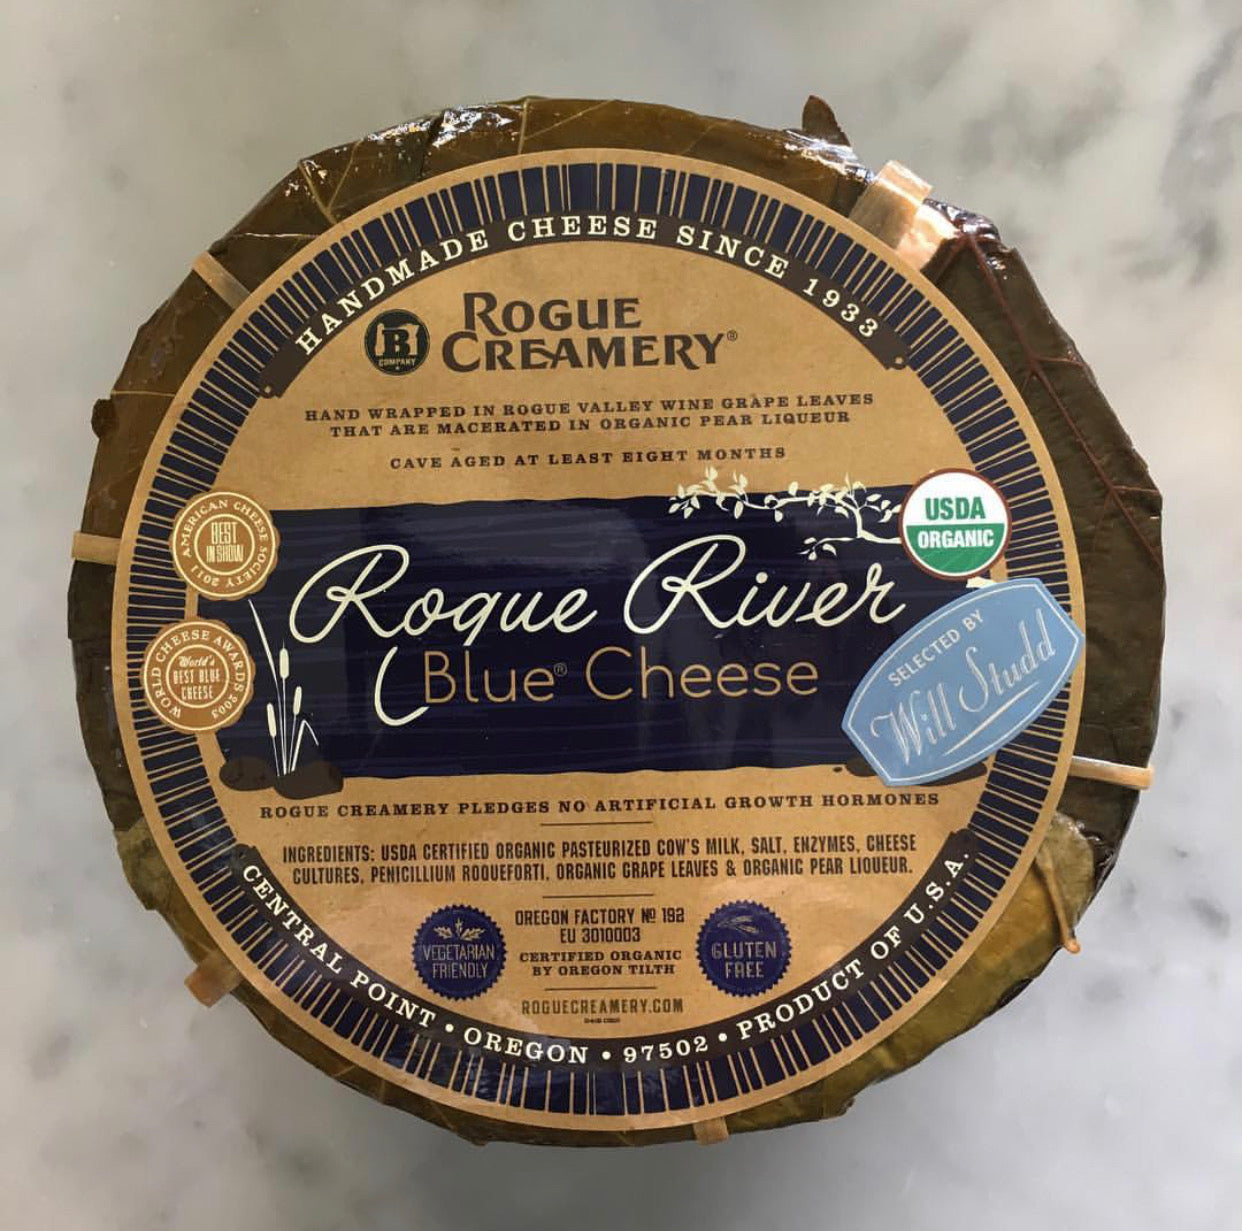 HANDMADE CHEESE SINCE 1933
B
COMPANY
ROGUE
CREAMERY®
HAND WRAPPED IN ROGUE VALLEY WINE GRAPE LEAVES
THAT ARE MACERATED IN ORGANIC PEAR LIQUEUR
CAVE AGED AT LEAST EIGHT MONTHS
AMERICAN CHEESE SOCIETY 2011
BEST
IN SHOW
USDA
ORGANIC
Rogue River
Blue® Cheese
WORLD CHEESE AWARDS 2003
World's
BEST BLUE
CHEESE
SELECTED BY
Will Studd
ROGUE CREAMERY PLEDGES NO ARTIFICIAL GROWTH HORMONES
INGREDIENTS: USDA CERTIFIED ORGANIC PASTEURIZED COW'S MILK, SALT, ENZYMES, CHEESE
CULTURES, PENICILLIUM ROQUEFORTI, ORGANIC GRAPE LEAVES & ORGANIC PEAR LIQUEUR.
VEGETARIAN
FRIENDLY
OREGON FACTORY № 192
EU 3010003
CERTIFIED ORGANIC
BY OREGON TILTH
GLUTEN
FREE
ROGUECREAMERY.COM
CENTRAL POINT • OREGON • 97502 • PRODUCT OF U.S.A.